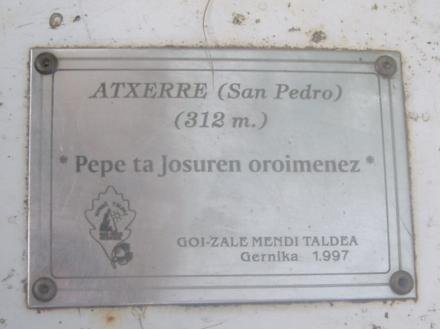 ATXERRE (San Pedro)
(312 m.)
* Pepe ta Josuren oroimenez *
GOI-ZALE MENDI TALDEA
Gernika 1.997